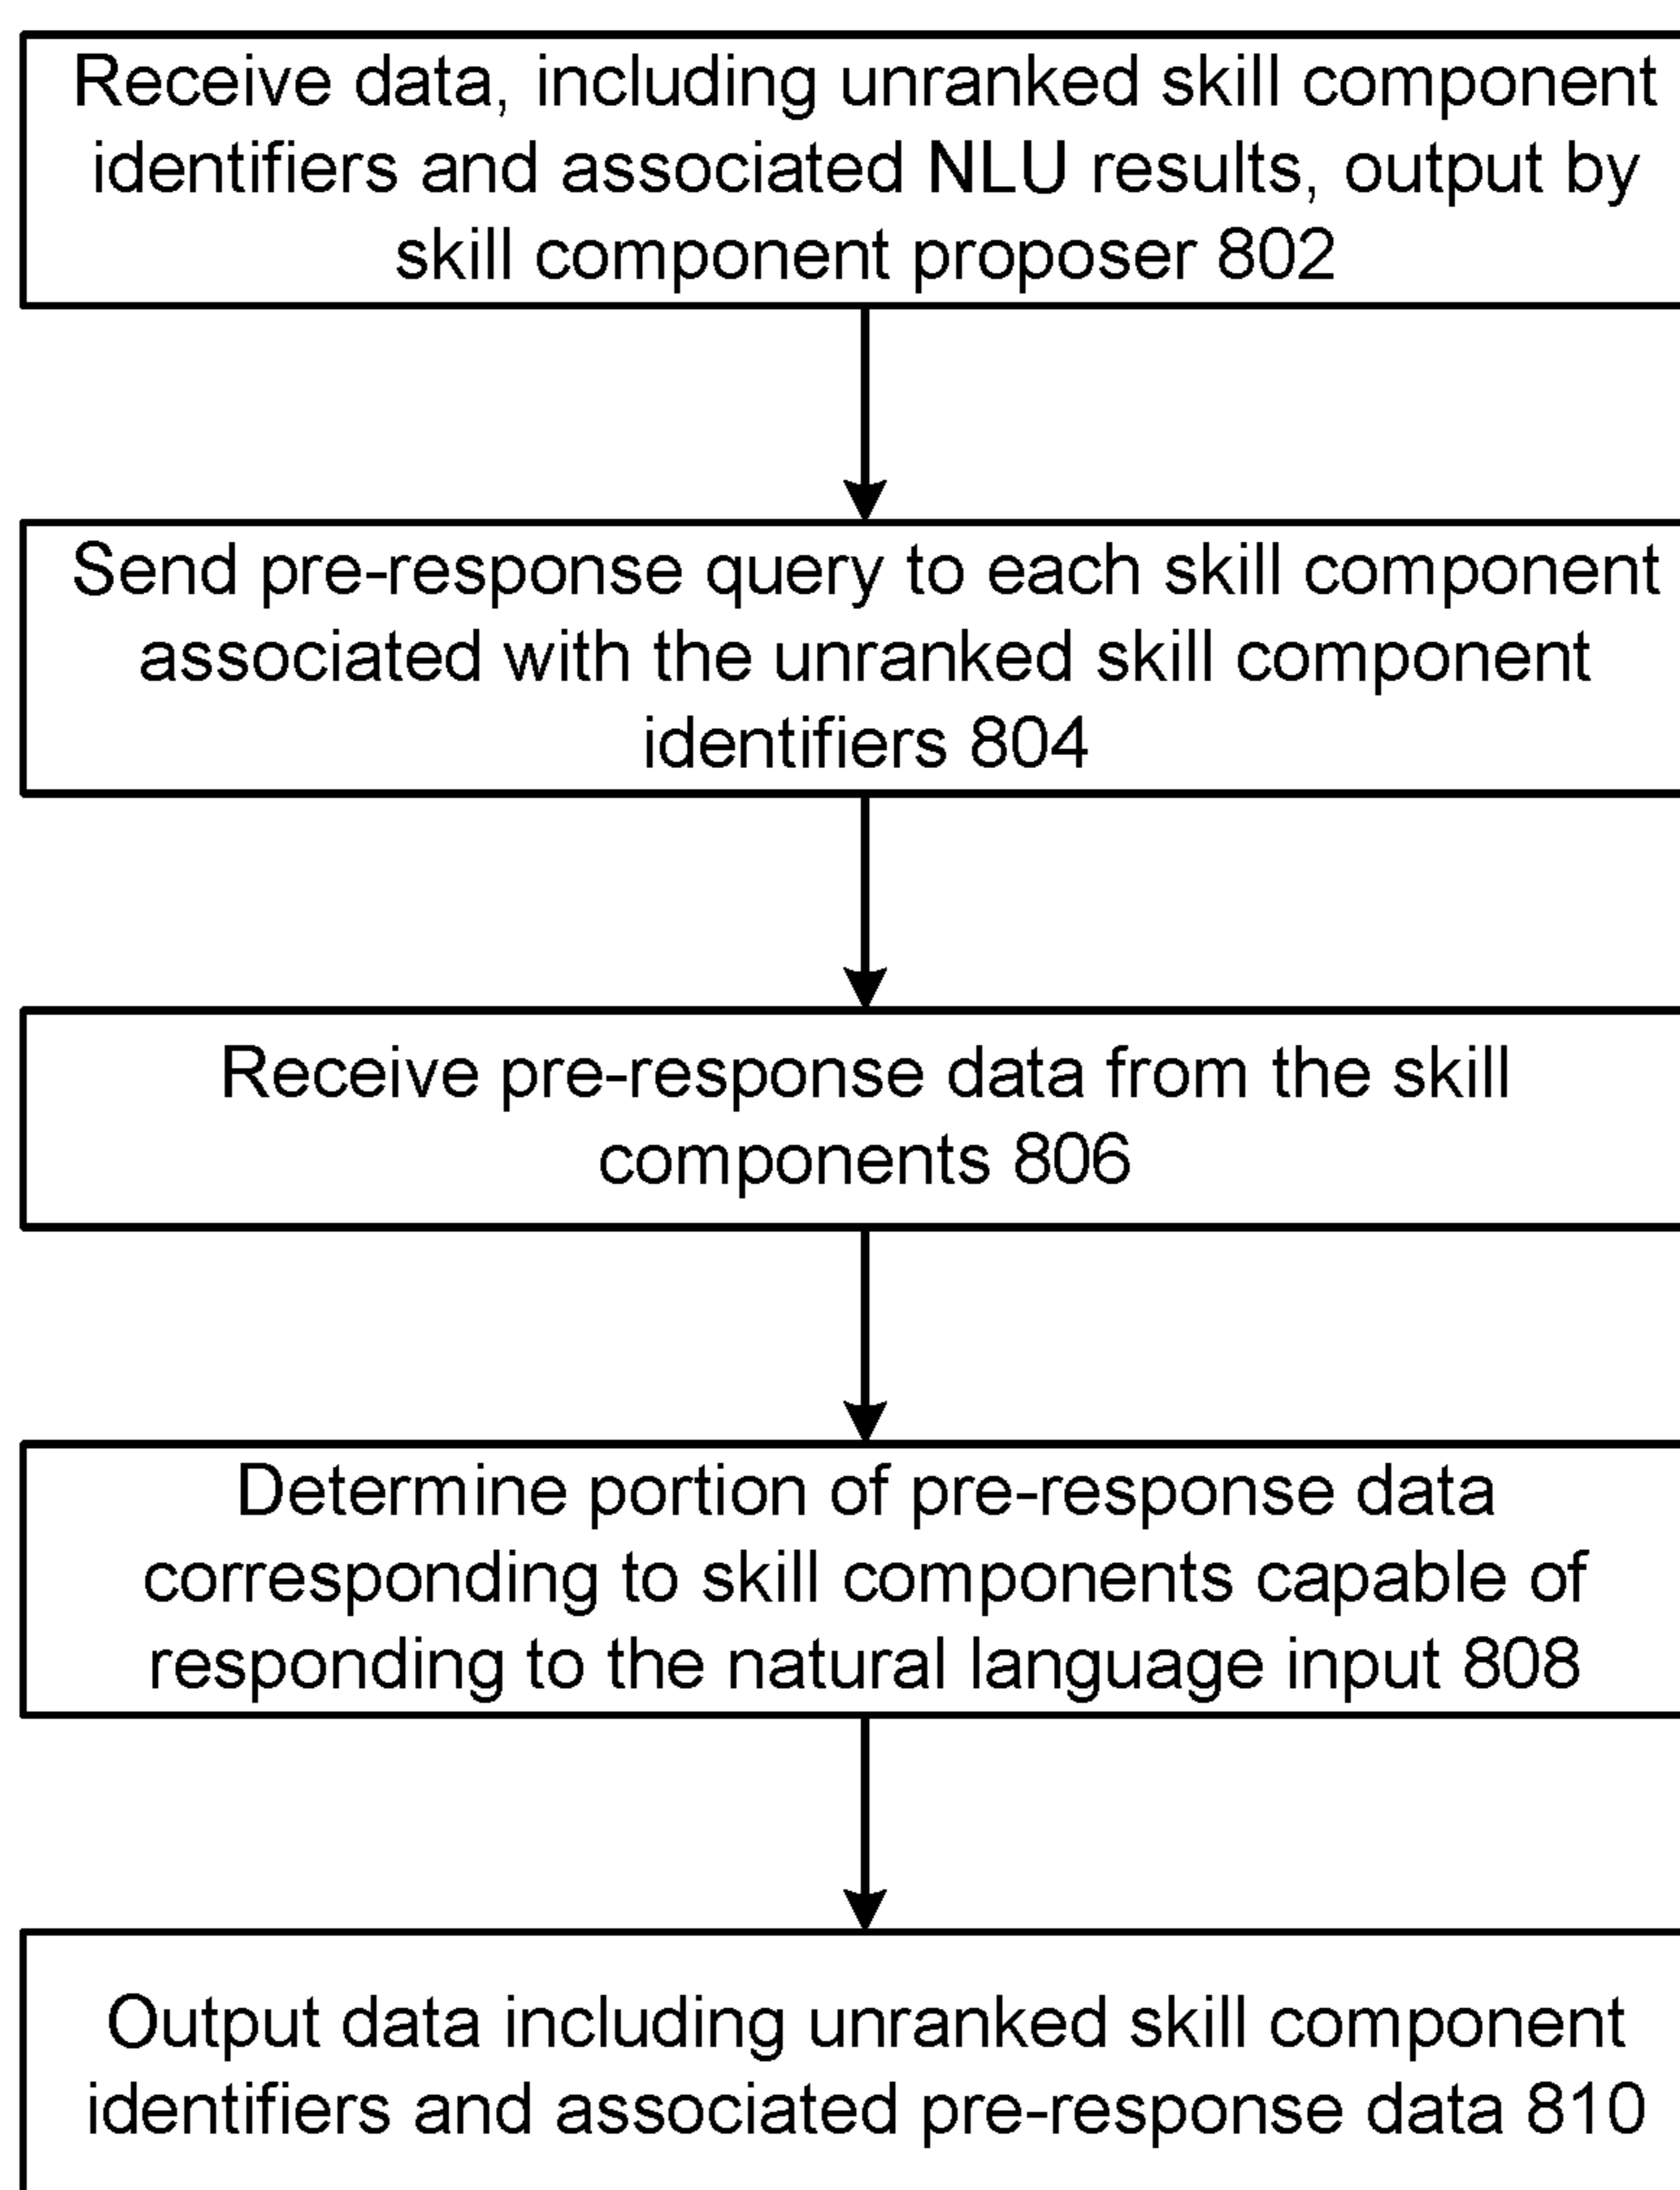 Receive data, including unranked skill component
identifiers and associated NLU results, output by
skill component proposer 802
Send pre-response query to each skill component
associated with the unranked skill component
identifiers 804
Receive pre-response data from the skill
components 806
Determine portion of pre-response data
corresponding to skill components capable of
responding to the natural language input 808
Output data including unranked skill component
identifiers and associated pre-response data 810